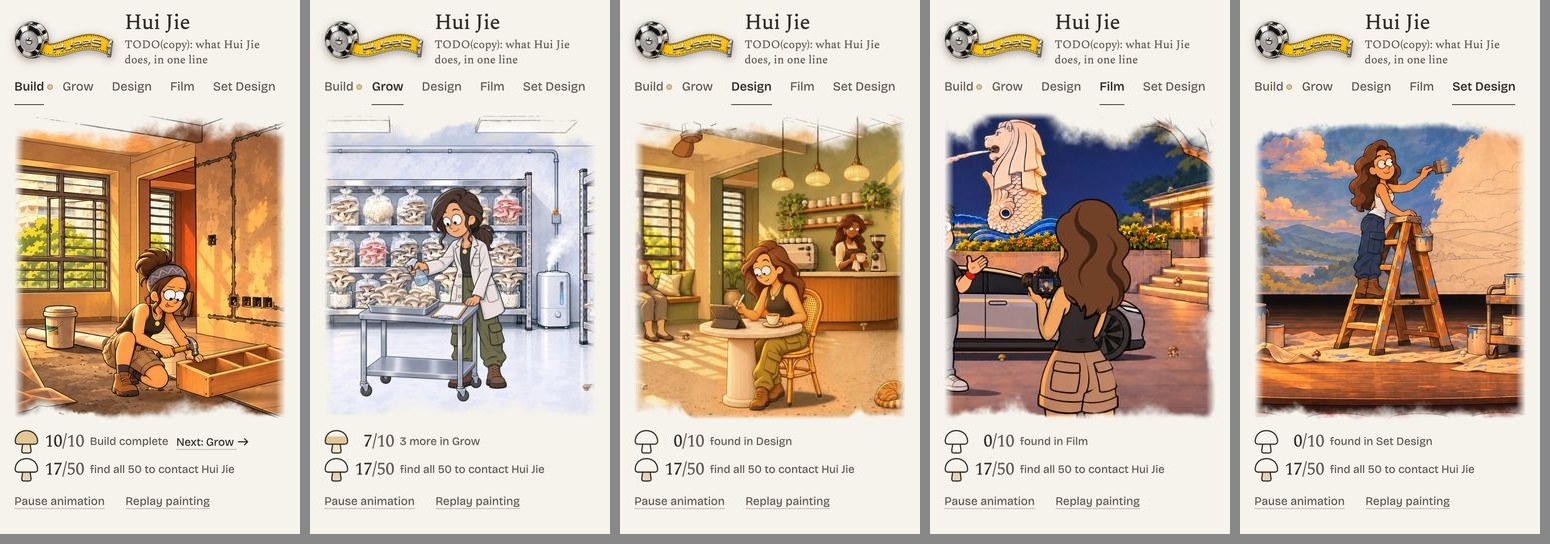 Hui Jie
TODO(copy): what Hui Jie
does, in one line
Build Grow Design Film Set Design
10/10 Build complete Next: Grow →
17/50 find all 50 to contact Hui Jie
Pause animation Replay painting
Hui Jie
TODO(copy): what Hui Jie
does, in one line
Build Grow Design Film Set Design
7/10 3 more in Grow
17/50 find all 50 to contact Hui Jie
Pause animation Replay painting
Hui Jie
TODO(copy): what Hui Jie
does, in one line
Build Grow Design Film Set Design
0/10 found in Design
17/50 find all 50 to contact Hui Jie
Pause animation Replay painting
Hui Jie
TODO(copy): what Hui Jie
does, in one line
Build Grow Design Film Set Design
0/10 found in Film
17/50 find all 50 to contact Hui Jie
Pause animation Replay painting
Hui Jie
TODO(copy): what Hui Jie
does, in one line
Build Grow Design Film Set Design
0/10 found in Set Design
17/50 find all 50 to contact Hui Jie
Pause animation Replay painting